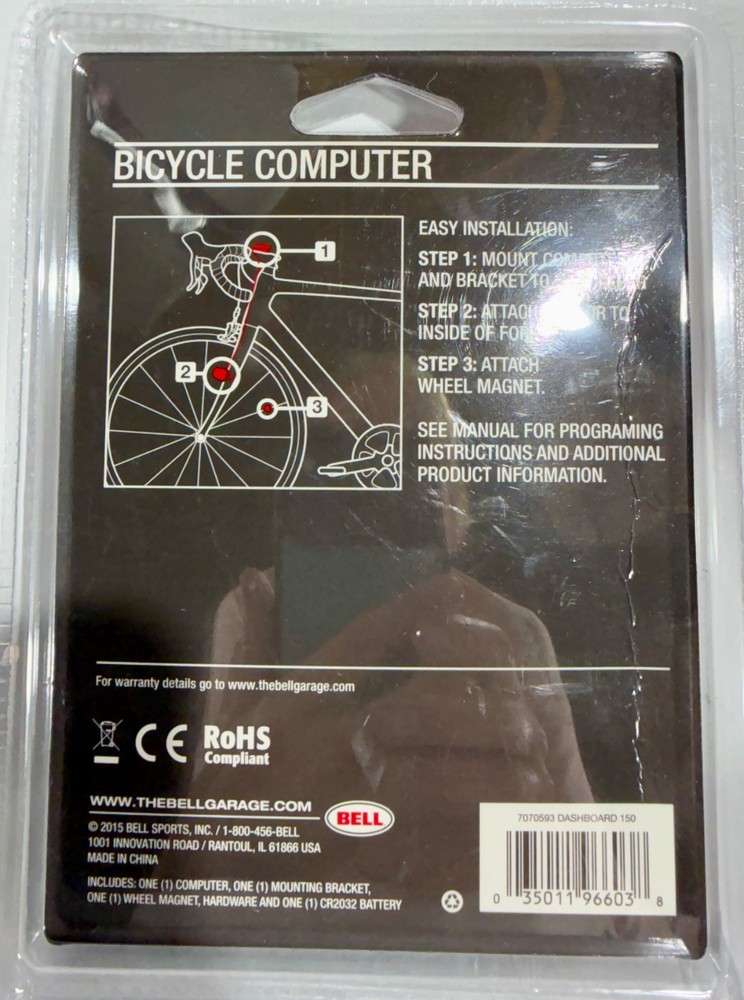 BICYCLE COMPUTER
1
2
3
EASY INSTALLATION:
STEP 1: MOUNT
AND BRACKET TO
STEP 2: ATTACH TO
INSIDE OF
STEP 3: ATTACH
WHEEL MAGNET.
SEE MANUAL FOR PROGRAMING
INSTRUCTIONS AND ADDITIONAL
PRODUCT INFORMATION.
For warranty details go to www.thebellgarage.com
CE RoHS
Compliant
WWW.THEBELLGARAGE.COM
BELL
© 2015 BELL SPORTS, INC. / 1-800-456-BELL
1001 INNOVATION ROAD / RANTOUL, IL 61866 USA
MADE IN CHINA
INCLUDES: ONE (1) COMPUTER, ONE (1) MOUNTING BRACKET,
ONE (1) WHEEL MAGNET, HARDWARE AND ONE (1) CR2032 BATTERY
7070593 DASHBOARD 150
0 35011 96603 8